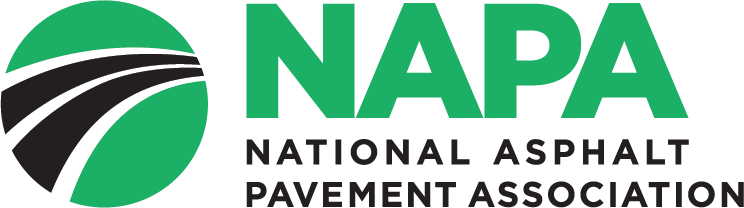 NAPA
NATIONAL ASPHALT
PAVEMENT ASSOCIATION